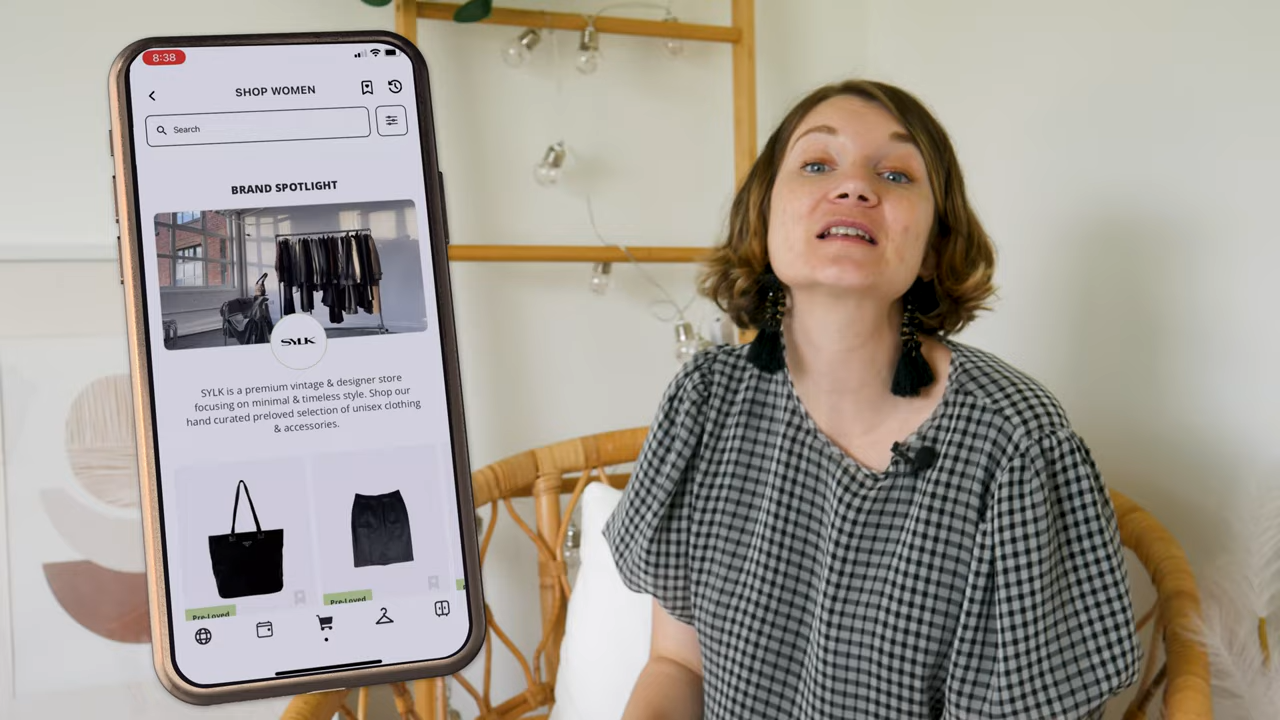 8:38
SHOP WOMEN
Search
BRAND SPOTLIGHT
SYLK
SYLK is a premium vintage & designer store
focusing on minimal & timeless style. Shop our
hand curated preloved selection of unisex clothing
& accessories.
Pre-Loved
Pre-Loved